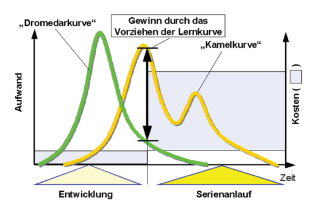 „Dromedarkurve“
Gewinn durch das
Vorziehen der Lernkurve
„Kamelkurve“
Aufwand
Kosten ( )
Zeit
Entwicklung
Serienanlauf